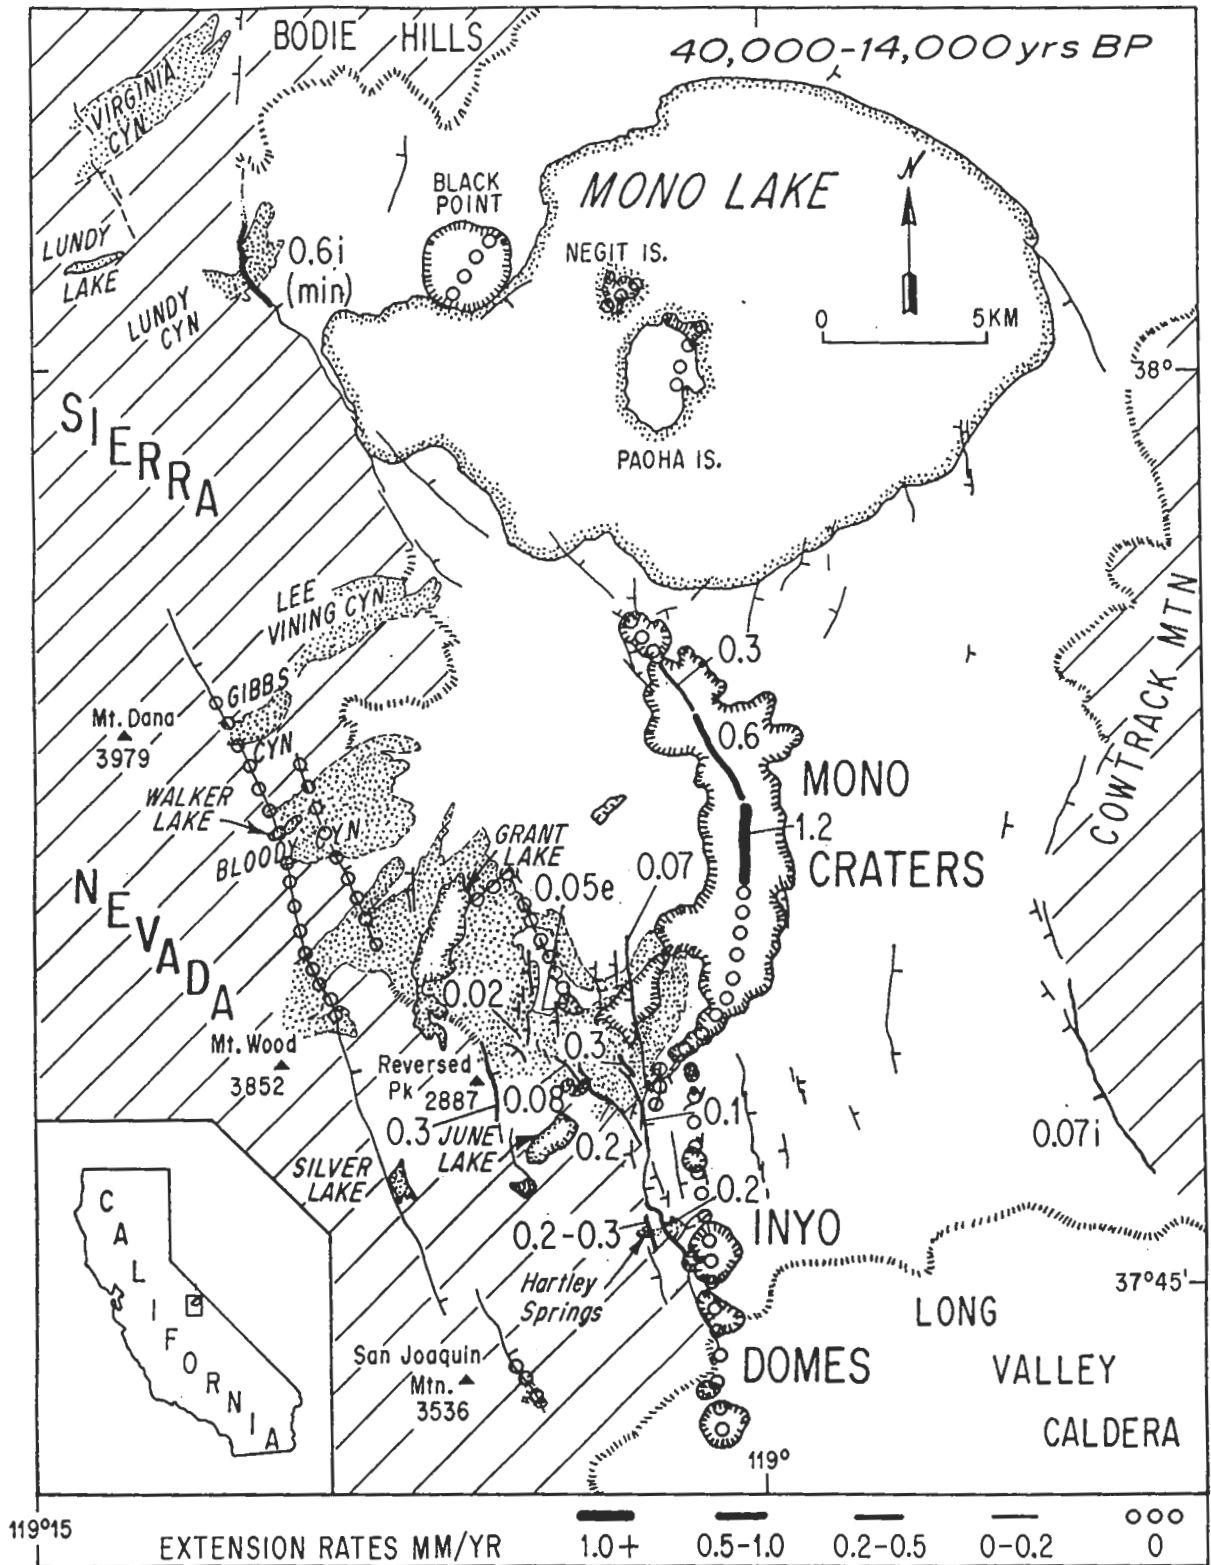 BODIE HILLS
40,000-14,000 yrs BP
VIRGINIA
CYN
BLACK
POINT
MONO LAKE
N
LUNDY
LAKE
0.6i
(min)
NEGIT IS.
LUNDY
CYN
0 5KM
38°
SIERRA
PAOHA IS.
LEE
VINING CYN
0.3
GIBBS
CYN
Mt. Dana
3979
0.6
COWTRACK MTN
MONO
CRATERS
WALKER
LAKE
1.2
BLOODY CYN
GRANT
LAKE
0.05e
0.07
NEVADA
0.02
Mt. Wood
3852
0.3
Reversed
Pk 2887
0.08
0.1
0.07i
0.3
JUNE
LAKE
0.2
SILVER
LAKE
0.2
0.2-0.3
INYO
DOMES
Hartley
Springs
37°45'
LONG
VALLEY
CALDERA
San Joaquin
Mtn.
3536
CALIFORNIA
119°
119°15
EXTENSION RATES MM/YR
1.0+ 0.5-1.0 0.2-0.5 0-0.2 0